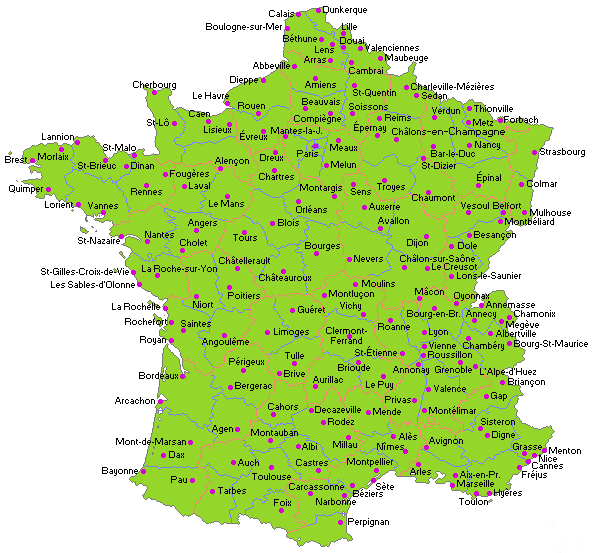 Calais
Dunkerque
Boulogne-sur-Mer
Lille
Béthune
Douai
Lens
Valenciennes
Arras
Maubeuge
Abbeville
Cambrai
Dieppe
Amiens
Cherbourg
St-Quentin
Charleville-Mézières
Sedan
Le Havre
Beauvais
Soissons
Rouen
Compiègne
Reims
Verdun
Thionville
Caen
St-Lô
Metz
Forbach
Lisieux
Évreux
Mantes-la-J.
Épernay
Châlons-en-Champagne
Lannion
St-Malo
Meaux
Nancy
Morlaix
Dreux
Paris
Bar-le-Duc
Strasbourg
Brest
St-Brieuc
Dinan
Alençon
Melun
St-Dizier
Fougères
Chartres
Quimper
Rennes
Laval
Montargis
Sens
Troyes
Épinal
Colmar
Lorient
Vannes
Le Mans
Orléans
Auxerre
Chaumont
Vesoul
Belfort
Mulhouse
Angers
Blois
Avallon
Montbéliard
St-Nazaire
Nantes
Cholet
Tours
Bourges
Dijon
Besançon
Dole
Nevers
Châlon-sur-Saône
St-Gilles-Croix-de-Vie
La Roche-sur-Yon
Châtellerault
Châteauroux
Le Creusot
Les Sables-d'Olonne
Moulins
Lons-le-Saunier
Poitiers
Montluçon
Mâcon
La Rochelle
Niort
Guéret
Vichy
Oyonnax
Annemasse
Rochefort
Saintes
Roanne
Bourg-en-Br.
Annecy
Chamonix
Megève
Royan
Angoulême
Limoges
Clermont-
Ferrand
Lyon
Albertville
Vienne
Chambéry
Bourg-St-Maurice
Périgeux
Tulle
St-Étienne
Roussillon
Bordeaux
Brive
Brioude
Annonay
Grenoble
L'Alpe-d'Huez
Bergerac
Aurillac
Le Puy
Valence
Briançon
Arcachon
Privas
Gap
Cahors
Decazeville
Mende
Montélimar
Agen
Rodez
Sisteron
Mont-de-Marsan
Montauban
Millau
Alès
Avignon
Digne
Dax
Albi
Nîmes
Grasse
Menton
Bayonne
Auch
Castres
Montpellier
Arles
Nice
Cannes
Pau
Toulouse
Aix-en-Pr.
Fréjus
Tarbes
Carcassonne
Sète
Marseille
Foix
Narbonne
Béziers
Toulon
Hyères
Perpignan